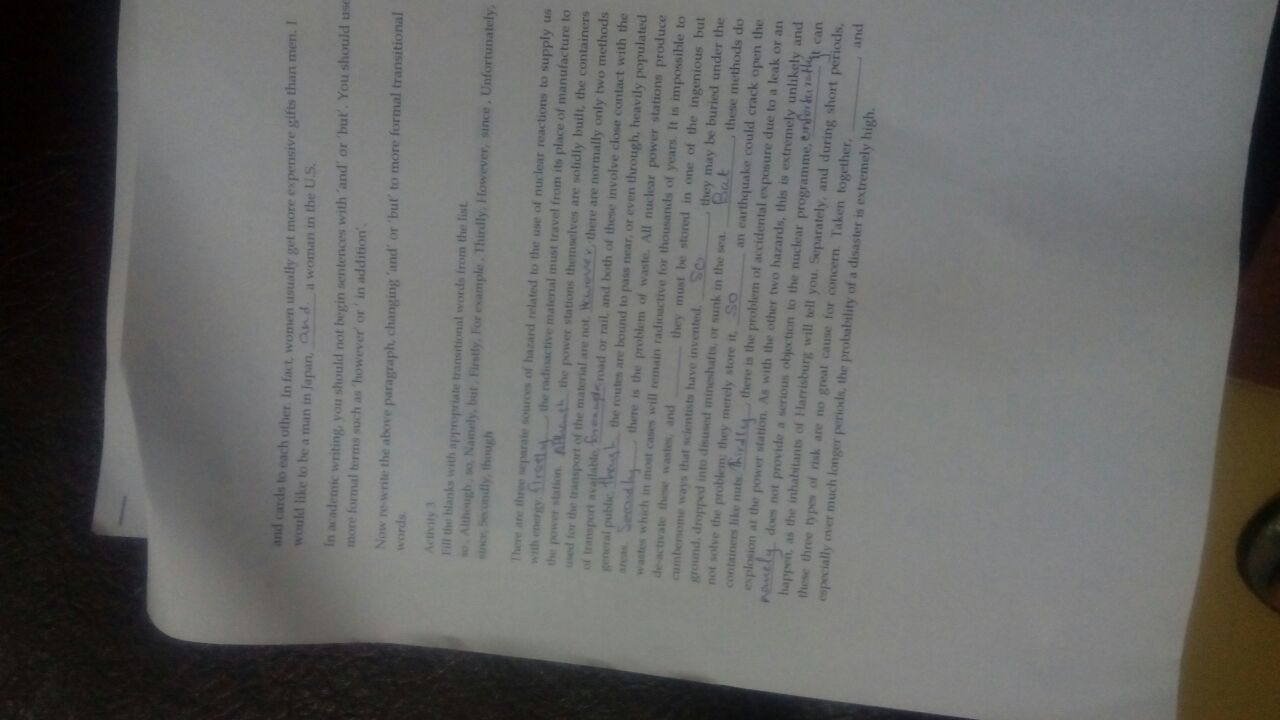 and cards to each other. In fact, women usually get more expensive gifts than men. I
would like to be a man in Japan, and a woman in the U.S.
In academic writing, you should not begin sentences with 'and' or 'but'. You should use
more formal terms such as 'however' or ' in addition'.
Now re-write the above paragraph, changing 'and' or 'but' to more formal transitional
words.
Activity 3
Fill the blanks with appropriate transitional words from the list.
so , Although , so, Namely, but , Firstly, For example , Thirdly, However, since , Unfortunately,
since, Secondly, though
There are three separate sources of hazard related to the use of nuclear reactions to supply us
with energy. firstly the radioactive material must travel from its place of manufacture to
the power station. Although the power stations themselves are solidly built, the containers
used for the transport of the material are not. However, there are normally only two methods
of transport available, road or rail, and both of these involve close contact with the
general public, though the routes are bound to pass near, or even through, heavily populated
areas. Secondly, there is the problem of waste. All nuclear power stations produce
wastes which in most cases will remain radioactive for thousands of years. It is impossible to
de-activate these wastes, and ________ they must be stored in one of the ingenious but
cumbersome ways that scientists have invented. So, they may be buried under the
ground, dropped into disused mineshafts, or sunk in the sea. But, these methods do
not solve the problem; they merely store it, so an earthquake could crack open the
containers like nuts. Thirdly, there is the problem of accidental exposure due to a leak or an
explosion at the power station. As with the other two hazards, this is extremely unlikely and
namely does not provide a serious objection to the nuclear programme, it can
happen, as the inhabitants of Harrisburg will tell you. Separately, and during short periods,
these three types of risk are no great cause for concern. Taken together, ________, and
especially over much longer periods, the probability of a disaster is extremely high.